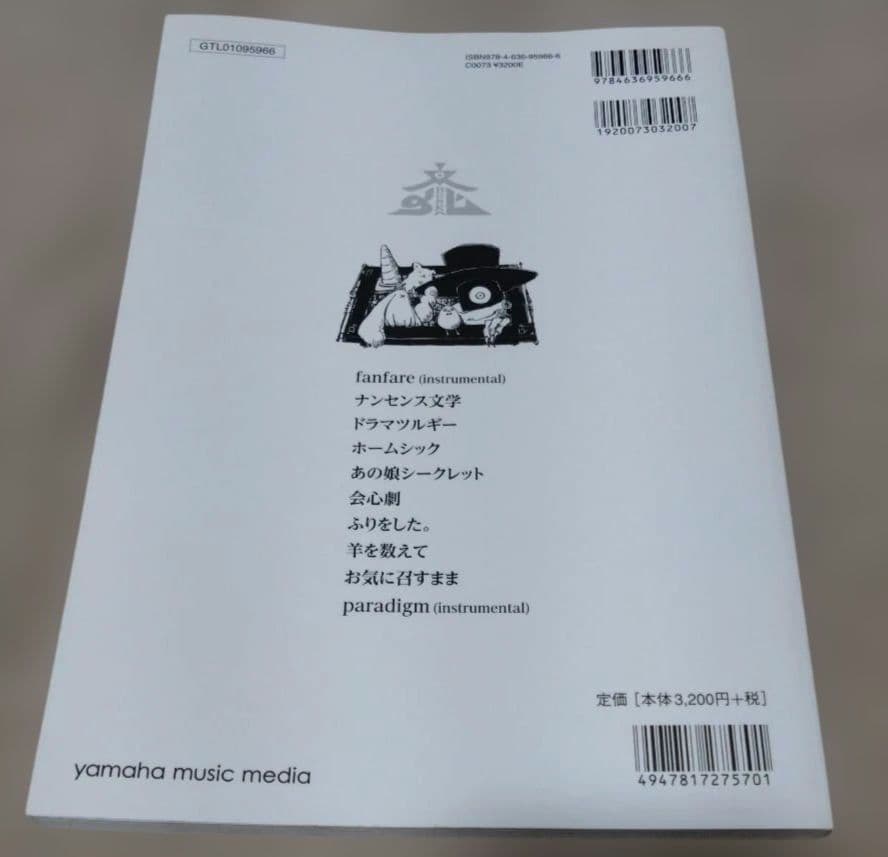 GTL01095966
ISBN978-4-636-95966-6
C0073 ¥3200E
9784636959666
1920073032007
fanfare (instrumental)
ナンセンス文学
ドラマツルギー
ホームシック
あの娘シークレット
会心劇
ふりをした。
羊を数えて
お気に召すまま
paradigm (instrumental)
定価［本体3,200円＋税］
4947817275701
yamaha music media